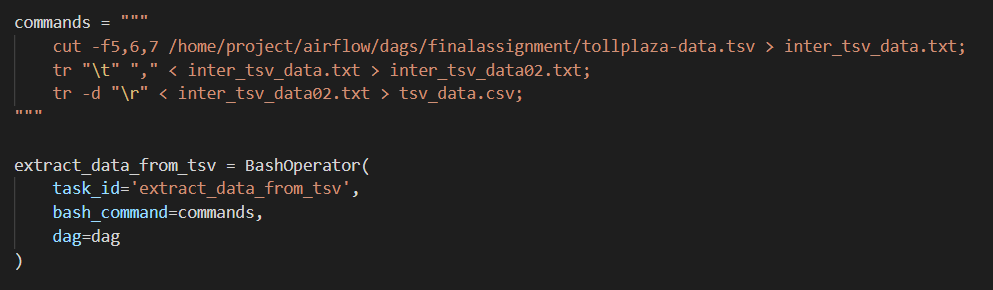 commands = """
    cut -f5,6,7 /home/project/airflow/dags/finalassignment/tollplaza-data.tsv > inter_tsv_data.txt;
    tr "\t" "," < inter_tsv_data.txt > inter_tsv_data02.txt;
    tr -d "\r" < inter_tsv_data02.txt > tsv_data.csv;
"""
extract_data_from_tsv = BashOperator(
    task_id='extract_data_from_tsv',
    bash_command=commands,
    dag=dag
)